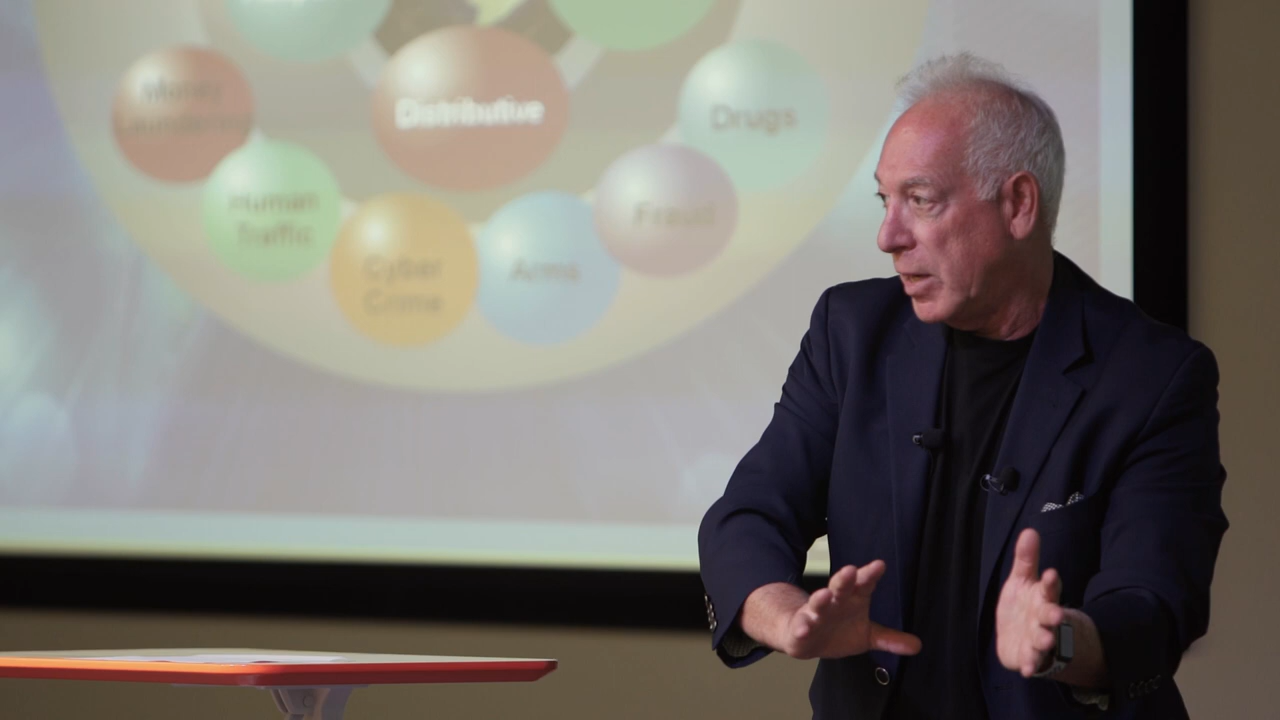 Money
Laundering
Distributive
Drugs
Human
Traffic
Cyber
Crime
Arms
Fraud